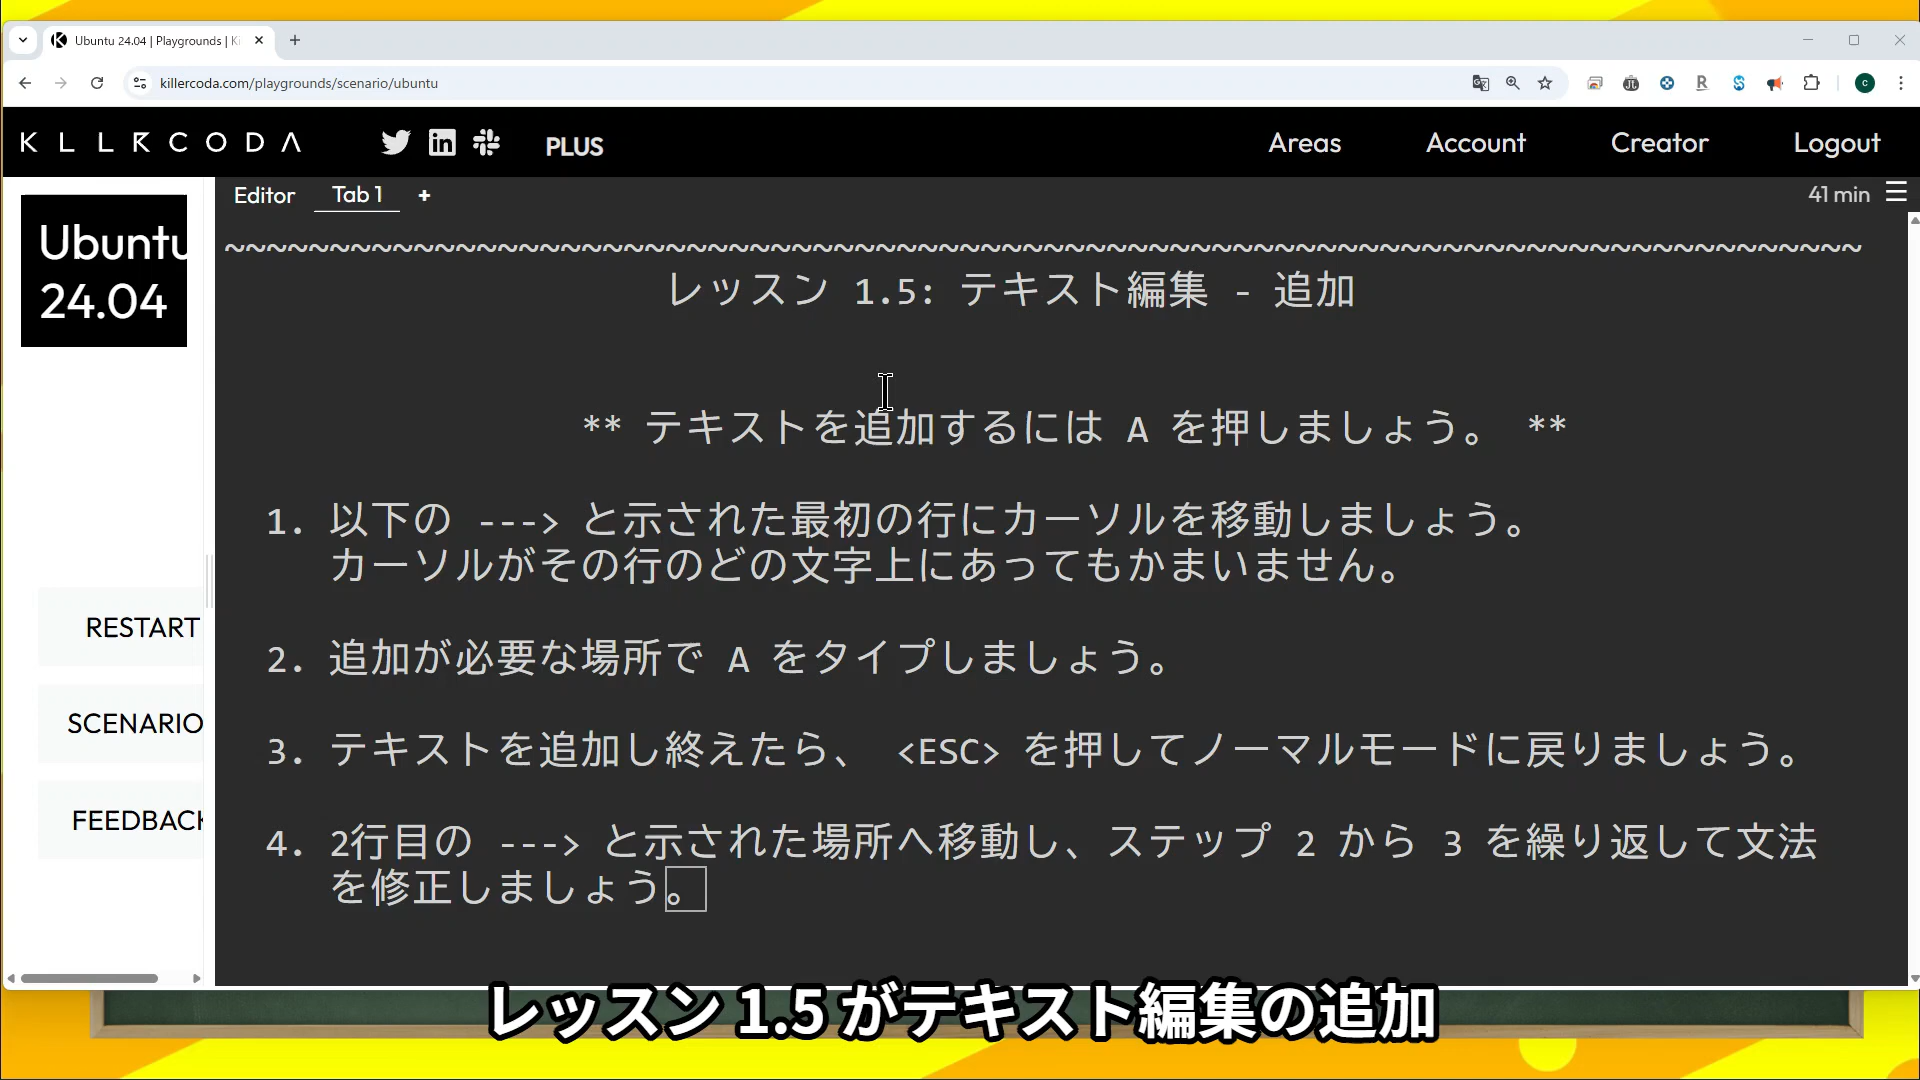 Ubuntu 24.04 | Playgrounds | Ki
killercoda.com/playgrounds/scenario/ubuntu
KLLRCODA
PLUS
Areas
Account
Creator
Logout
Editor
Tab 1
+
41 min
Ubuntu
24.04
RESTART
SCENARIO
FEEDBACK
~~~~~~~~~~~~~~~~~~~~~~~~~~~~~~~~~~~~~~~~~~~~~~~~~~~~~~~~~~~~~~~~~~~~~~~~~~~~~~
レッスン 1.5: テキスト編集 - 追加
** テキストを追加するには A を押しましょう。 **
1. 以下の ---> と示された最初の行にカーソルを移動しましょう。
カーソルがその行のどの文字上にあってもかまいません。
2. 追加が必要な場所で A をタイプしましょう。
3. テキストを追加し終えたら、 <ESC> を押してノーマルモードに戻りましょう。
4. 2行目の ---> と示された場所へ移動し、ステップ 2 から 3 を繰り返して文法
を修正しましょう。
レッスン 1.5 がテキスト編集の追加